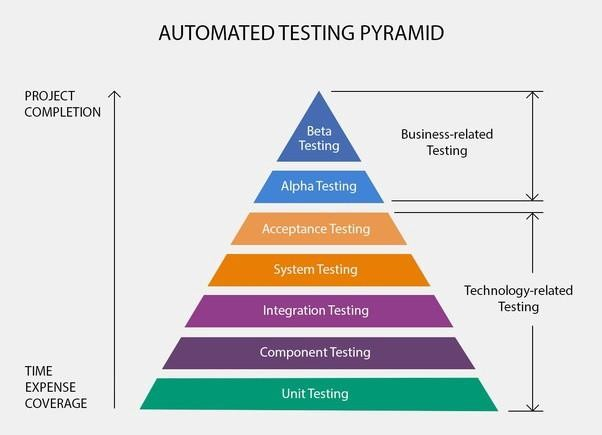 AUTOMATED TESTING PYRAMID
PROJECT
COMPLETION
Beta
Testing
Business-related
Testing
Alpha Testing
Acceptance Testing
System Testing
Technology-related
Testing
Integration Testing
Component Testing
TIME
EXPENSE
COVERAGE
Unit Testing